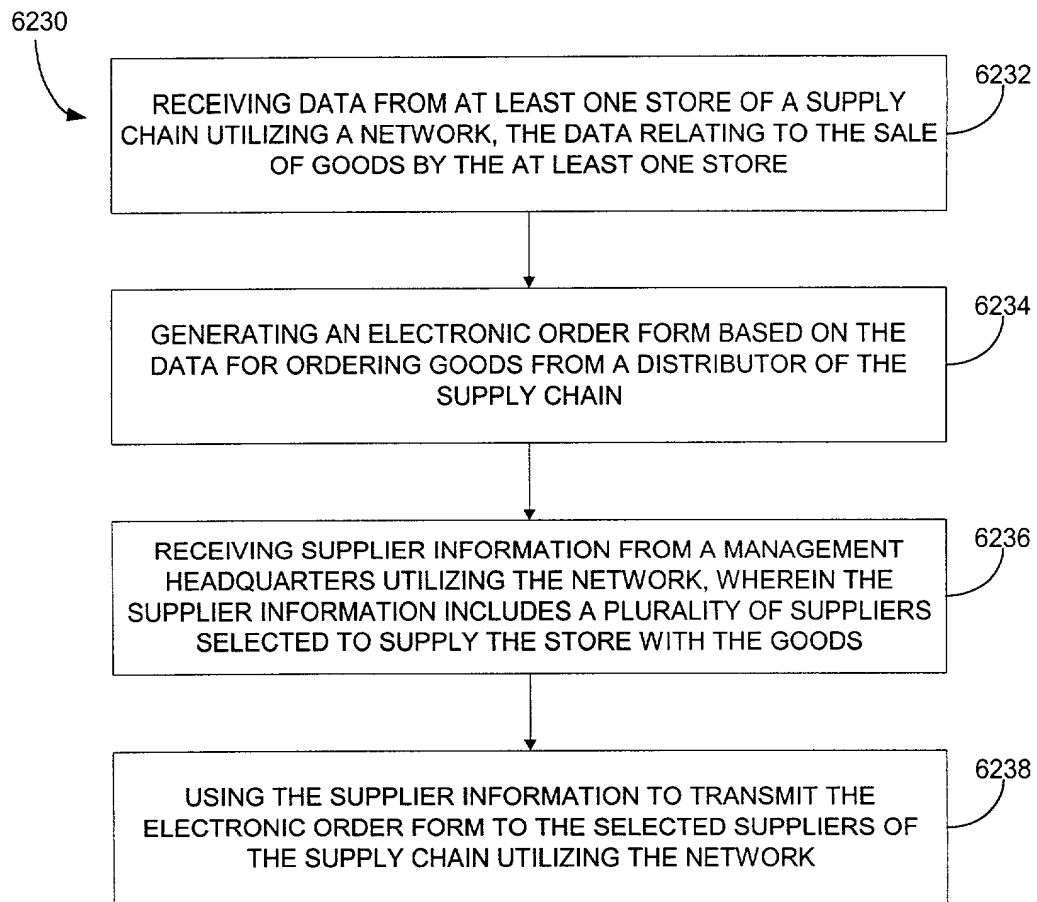 6230
6232
RECEIVING DATA FROM AT LEAST ONE STORE OF A SUPPLY
CHAIN UTILIZING A NETWORK, THE DATA RELATING TO THE SALE
OF GOODS BY THE AT LEAST ONE STORE
6234
GENERATING AN ELECTRONIC ORDER FORM BASED ON THE
DATA FOR ORDERING GOODS FROM A DISTRIBUTOR OF THE
SUPPLY CHAIN
6236
RECEIVING SUPPLIER INFORMATION FROM A MANAGEMENT
HEADQUARTERS UTILIZING THE NETWORK, WHEREIN THE
SUPPLIER INFORMATION INCLUDES A PLURALITY OF SUPPLIERS
SELECTED TO SUPPLY THE STORE WITH THE GOODS
6238
USING THE SUPPLIER INFORMATION TO TRANSMIT THE
ELECTRONIC ORDER FORM TO THE SELECTED SUPPLIERS OF
THE SUPPLY CHAIN UTILIZING THE NETWORK